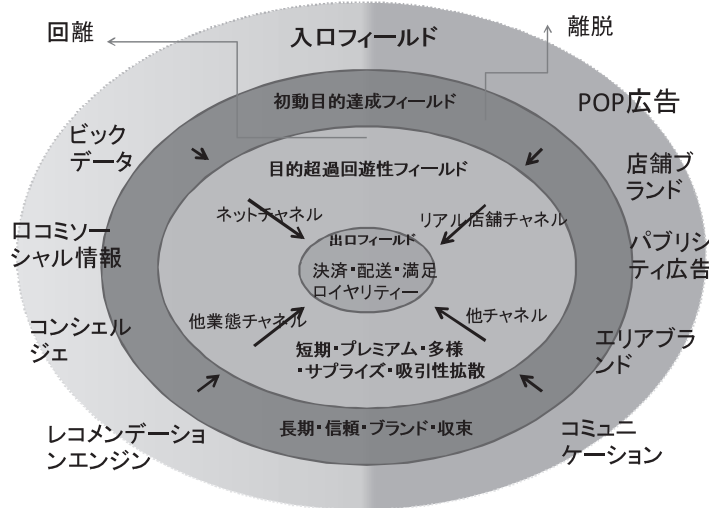 回離
入口フィールド
離脱
初動目的達成フィールド
POP広告
ビック
データ
店舗ブ
ランド
目的超過回遊性フィールド
ネットチャネル
リアル店舗チャネル
口コミソー
シャル情報
パブリシ
ティ広告
出口フィールド
決済・配送・満足
ロイヤリティー
コンシェル
ジェ
他業態チャネル
他チャネル
エリアブラ
ンド
短期・プレミアム・多様
・サプライズ・吸引性拡散
レコメンデーショ
ンエンジン
長期・信頼・ブランド・収束
コミュニ
ケーション